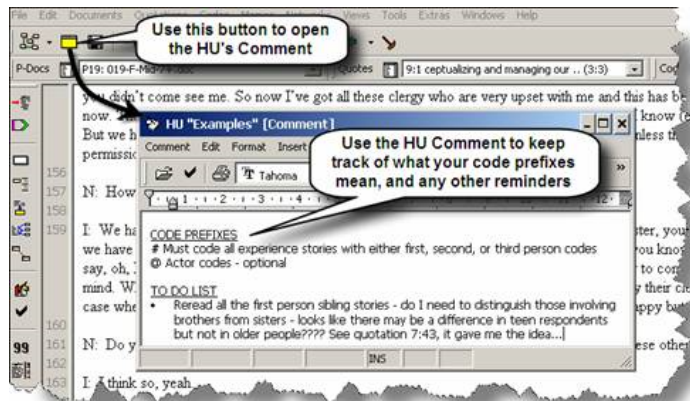 File Edit Documents Quotations Codes Memos Networks Views Tools Extras Windows Help
Use this button to open
the HU's Comment
P-Docs P19: 019-F-Mid-79.doc Quotes 9:1 ceptualizing and managing our .. (3:3) Cod
you didn't come see me. So now I've got all these clergy who are very upset with me and this has be
now. know (e
But we h nless th
permissio
HU "Examples" [Comment]
Comment Edit Format Insert
Use the HU Comment to keep
track of what your code prefixes
mean, and any other reminders
Tahoma »
156
157 N: How
158
159 I: We ha ster, you
we have ou know
say, oh, I to con
mind. W y their cle
case whe appy bu
CODE PREFIXES
# Must code all experience stories with either first, second, or third person codes
@ Actor codes - optional
TO DO LIST
• Reread all the first person sibling stories - do I need to distinguish those involving
brothers from sisters - looks like there may be a difference in teen respondents
but not in older people???? See quotation 7:43, it gave me the idea...
INS
160
161 N: Do y ese other
162
163 I: I think so, yeah